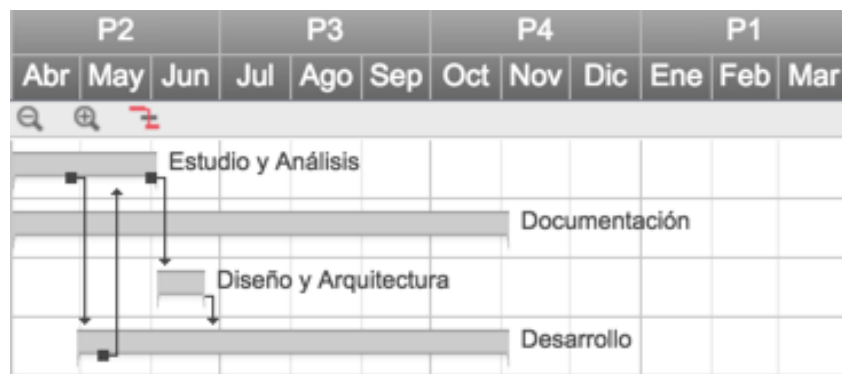 P2 P3 P4 P1
Abr May Jun Jul Ago Sep Oct Nov Dic Ene Feb Mar
Estudio y Análisis
Documentación
Diseño y Arquitectura
Desarrollo